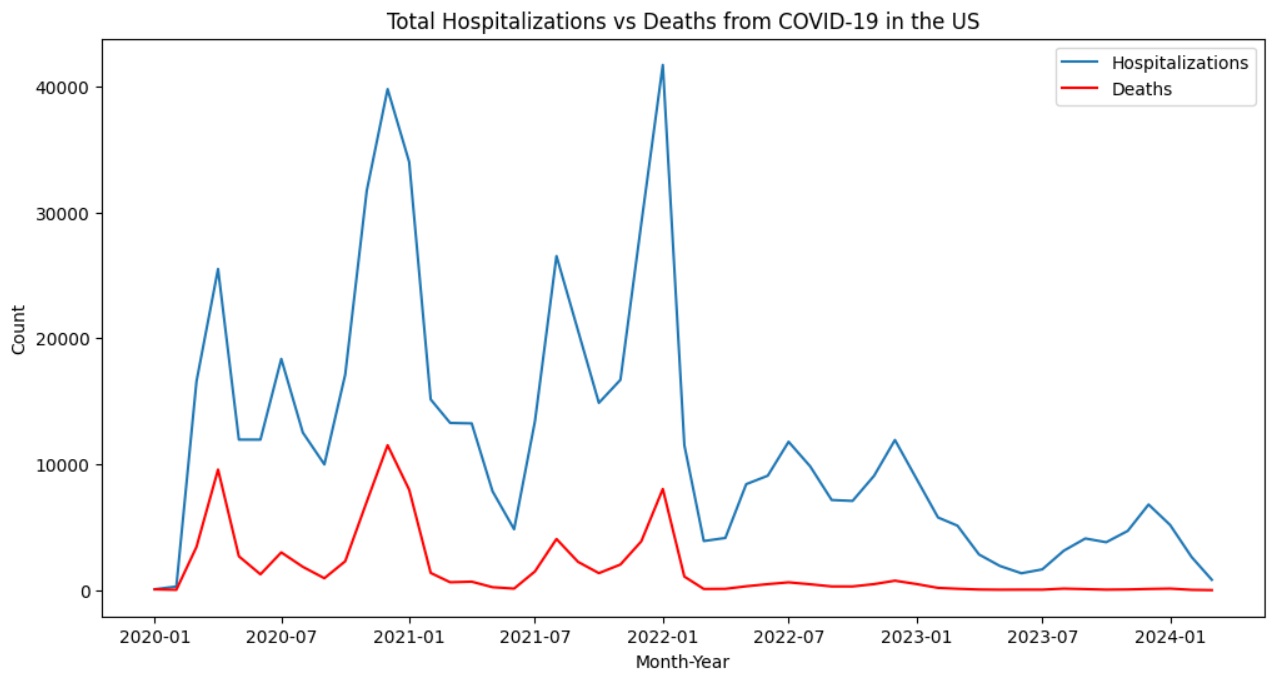 Total Hospitalizations vs Deaths from COVID-19 in the US
Hospitalizations
Deaths
Count
40000
30000
20000
10000
0
2020-01 2020-07 2021-01 2021-07 2022-01 2022-07 2023-01 2023-07 2024-01
Month-Year